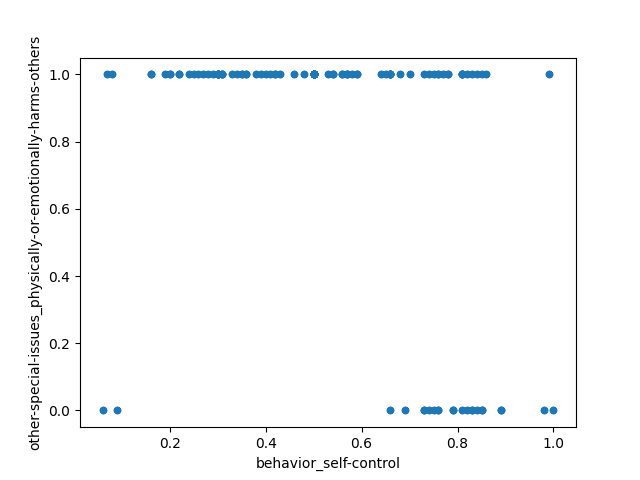 other-special-issues_physically-or-emotionally-harms-others
1.0
0.8
0.6
0.4
0.2
0.0
0.2 0.4 0.6 0.8 1.0
behavior_self-control